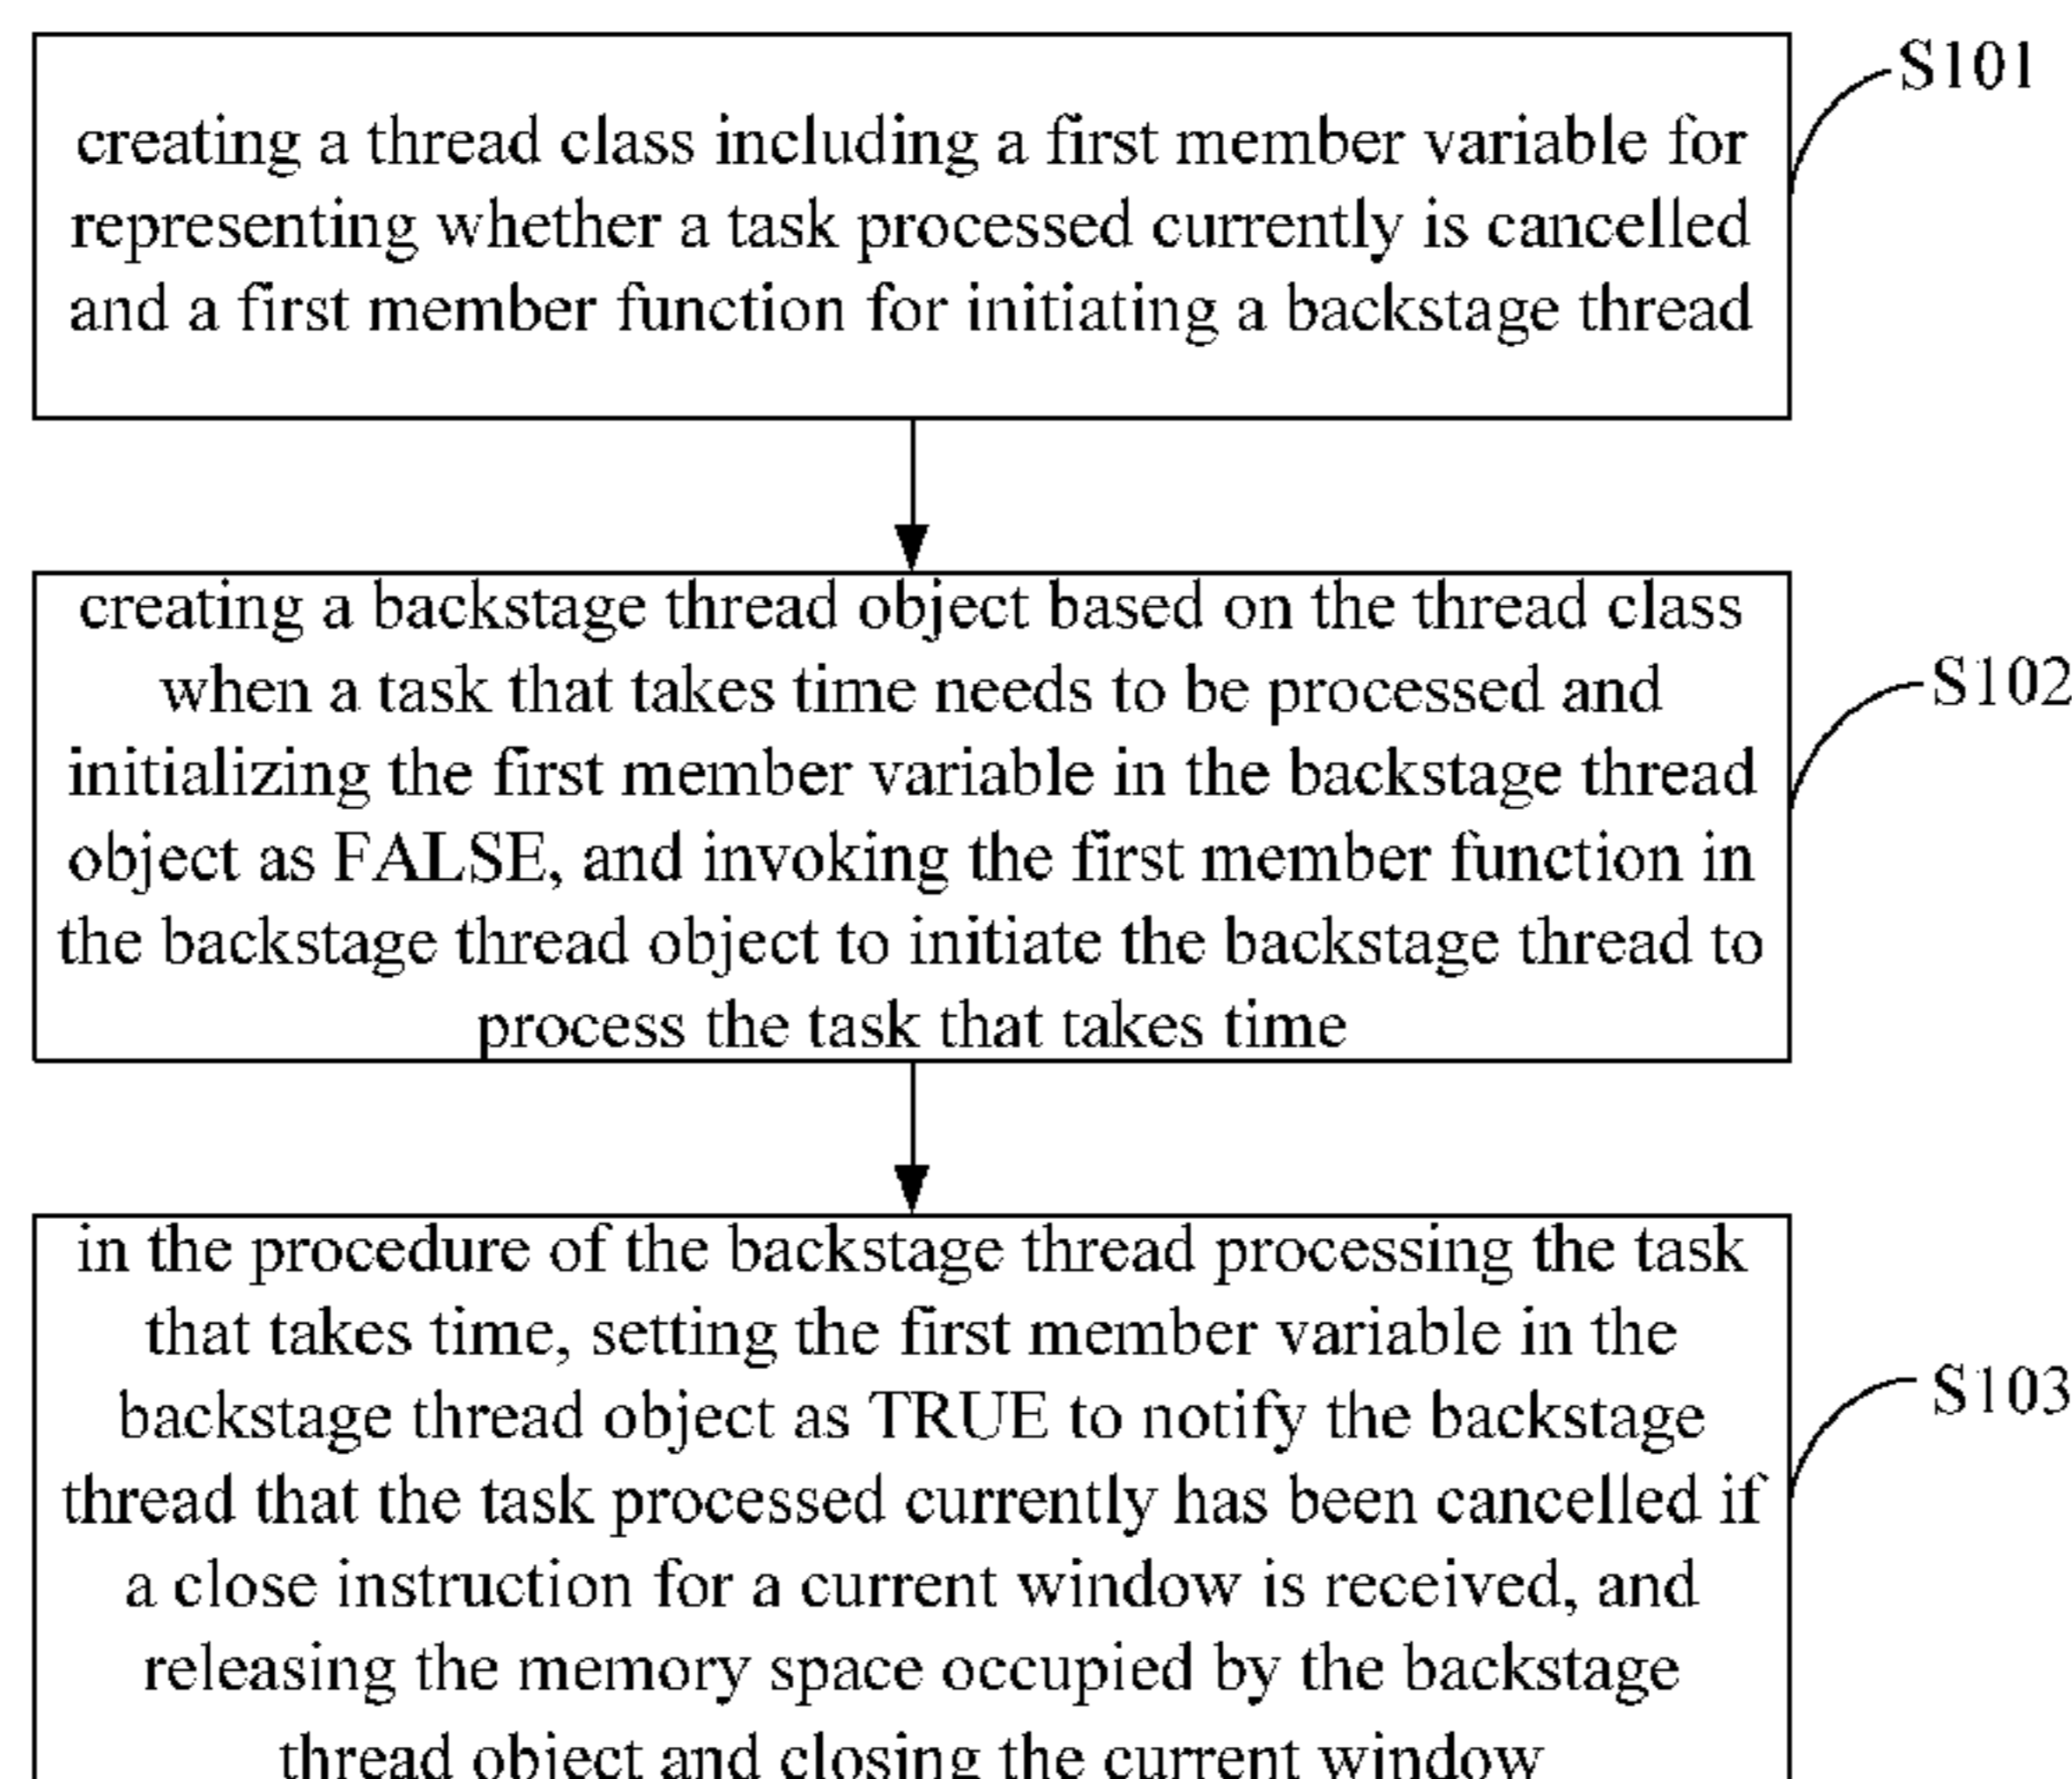 S101
creating a thread class including a first member variable for
representing whether a task processed currently is cancelled
and a first member function for initiating a backstage thread
creating a backstage thread object based on the thread class
when a task that takes time needs to be processed and
S102
initializing the first member variable in the backstage thread
object as FALSE, and invoking the first member function in
the backstage thread object to initiate the backstage thread to
process the task that takes time
in the procedure of the backstage thread processing the task
that takes time, setting the first member variable in the
S103
backstage thread object as TRUE to notify the backstage
thread that the task processed currently has been cancelled if
a close instruction for a current window is received, and
releasing the memory space occupied by the backstage
thread object and closing the current window